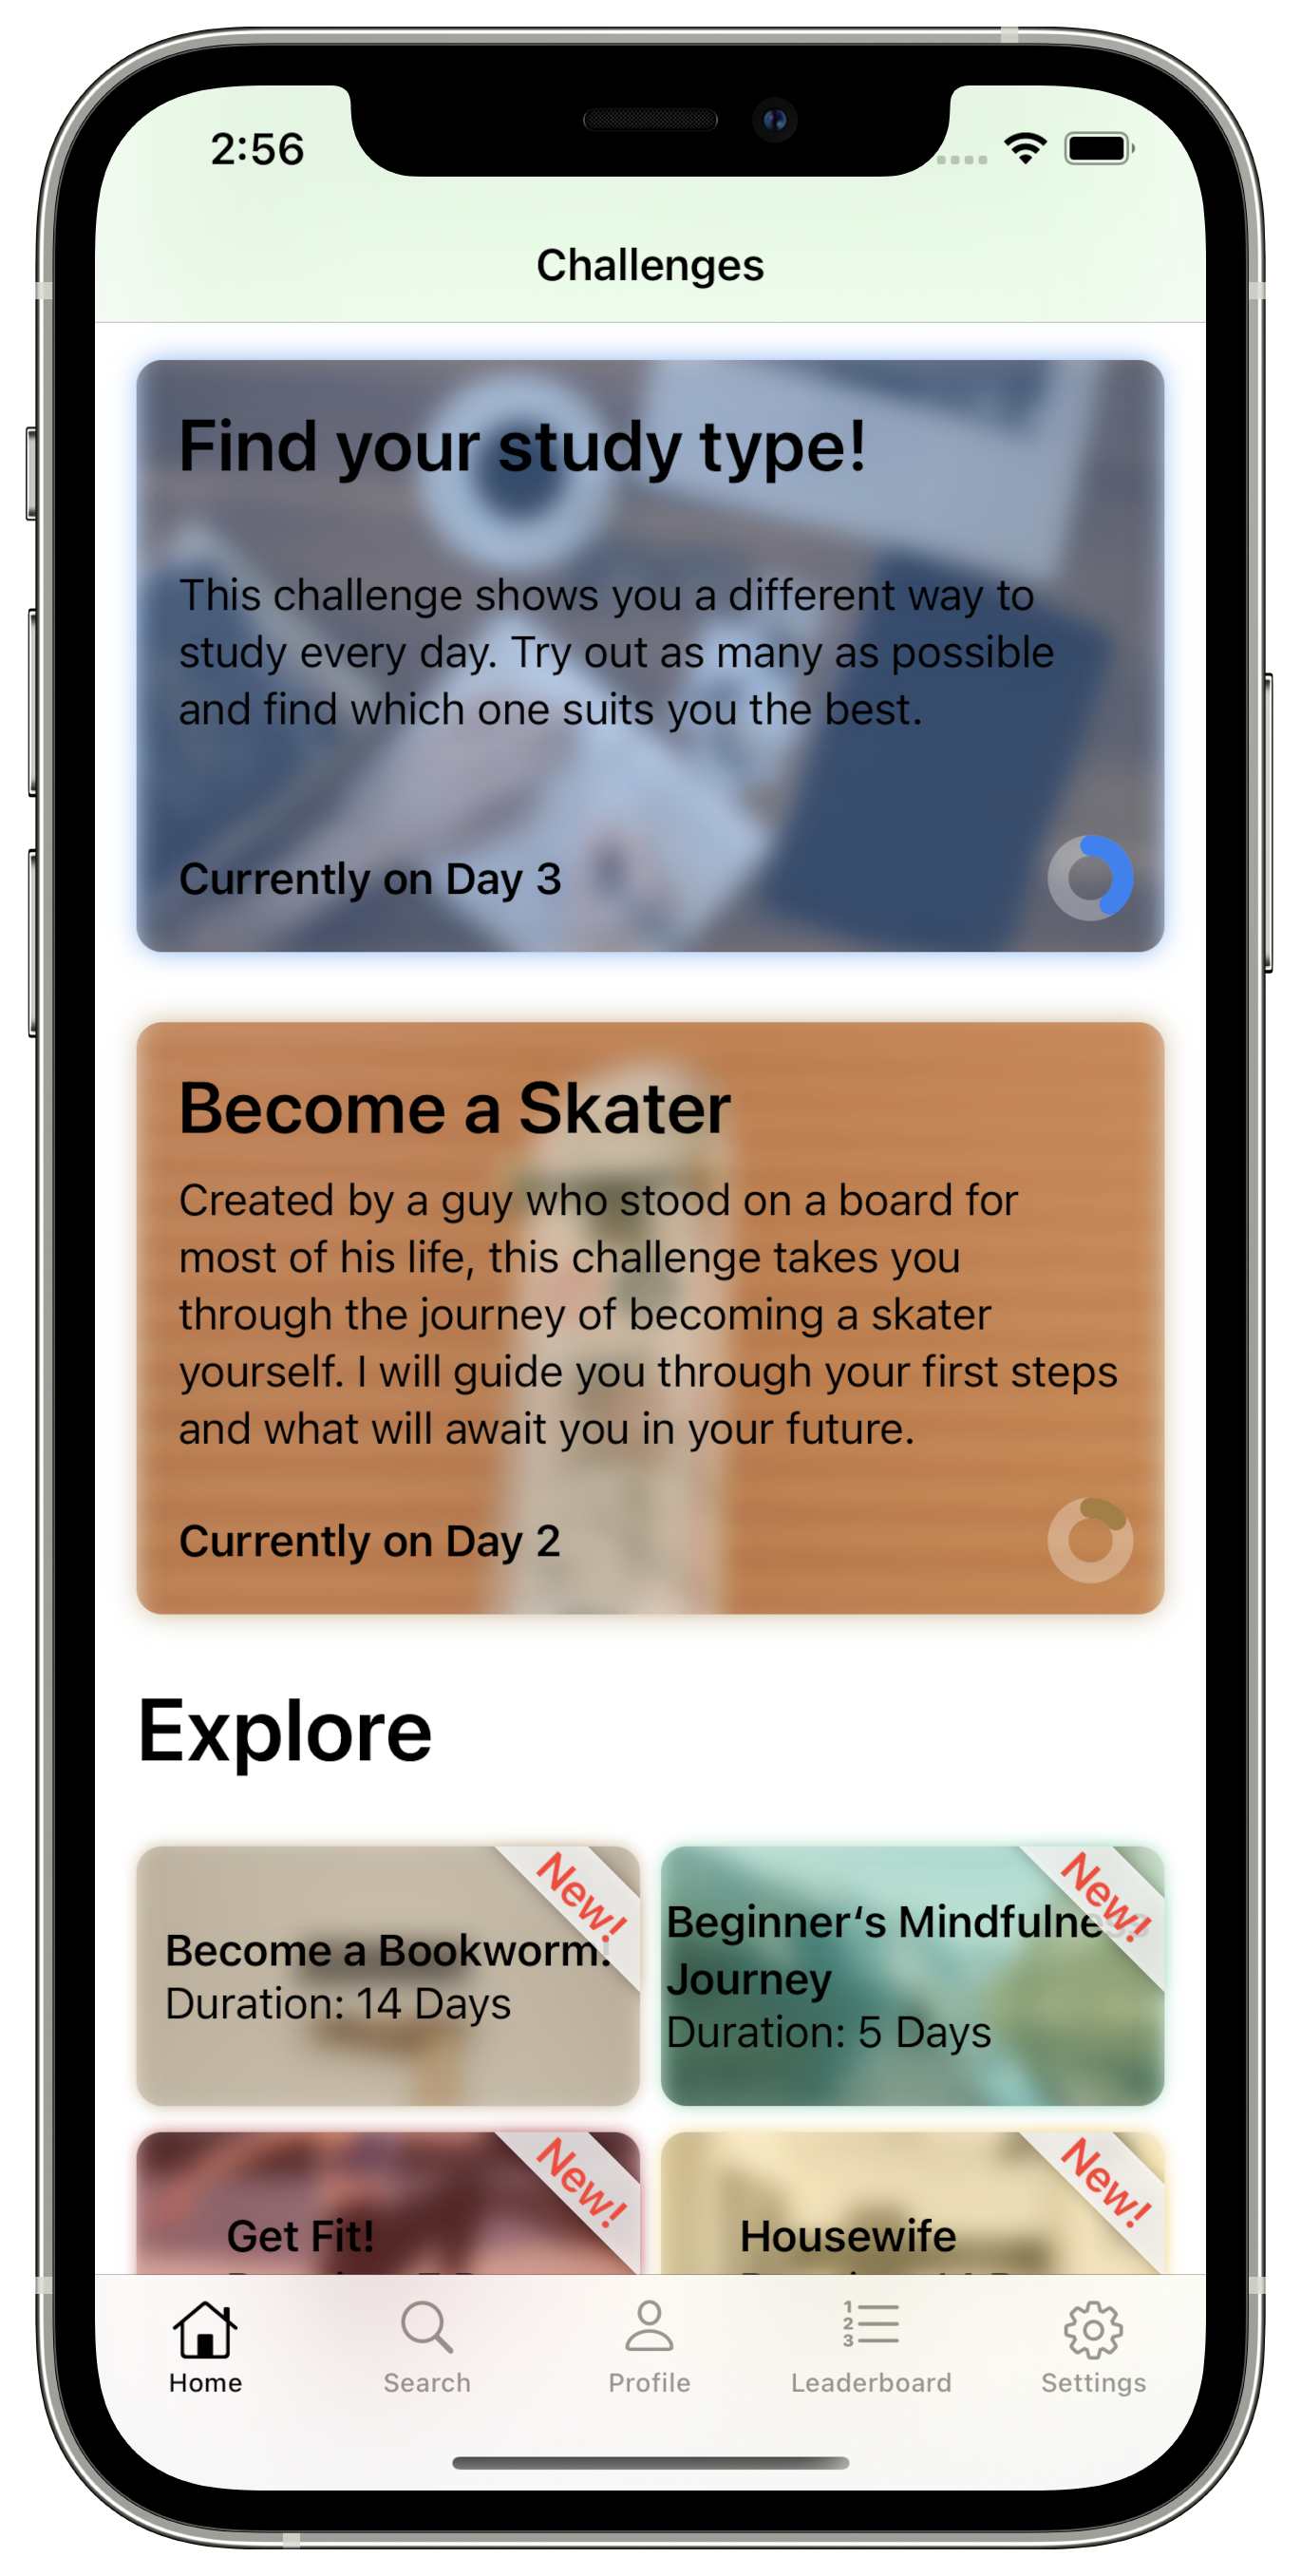 2:56
Challenges
Find your study type!
This challenge shows you a different way to
study every day. Try out as many as possible
and find which one suits you the best.
Currently on Day 3
Become a Skater
Created by a guy who stood on a board for
most of his life, this challenge takes you
through the journey of becoming a skater
yourself. I will guide you through your first steps
and what will await you in your future.
Currently on Day 2
Explore
New!
Become a Bookworm!
Duration: 14 Days
New!
Beginner‘s Mindfulness
Journey
Duration: 5 Days
New!
Get Fit!
New!
Housewife
1
2
3
Home
Search
Profile
Leaderboard
Settings